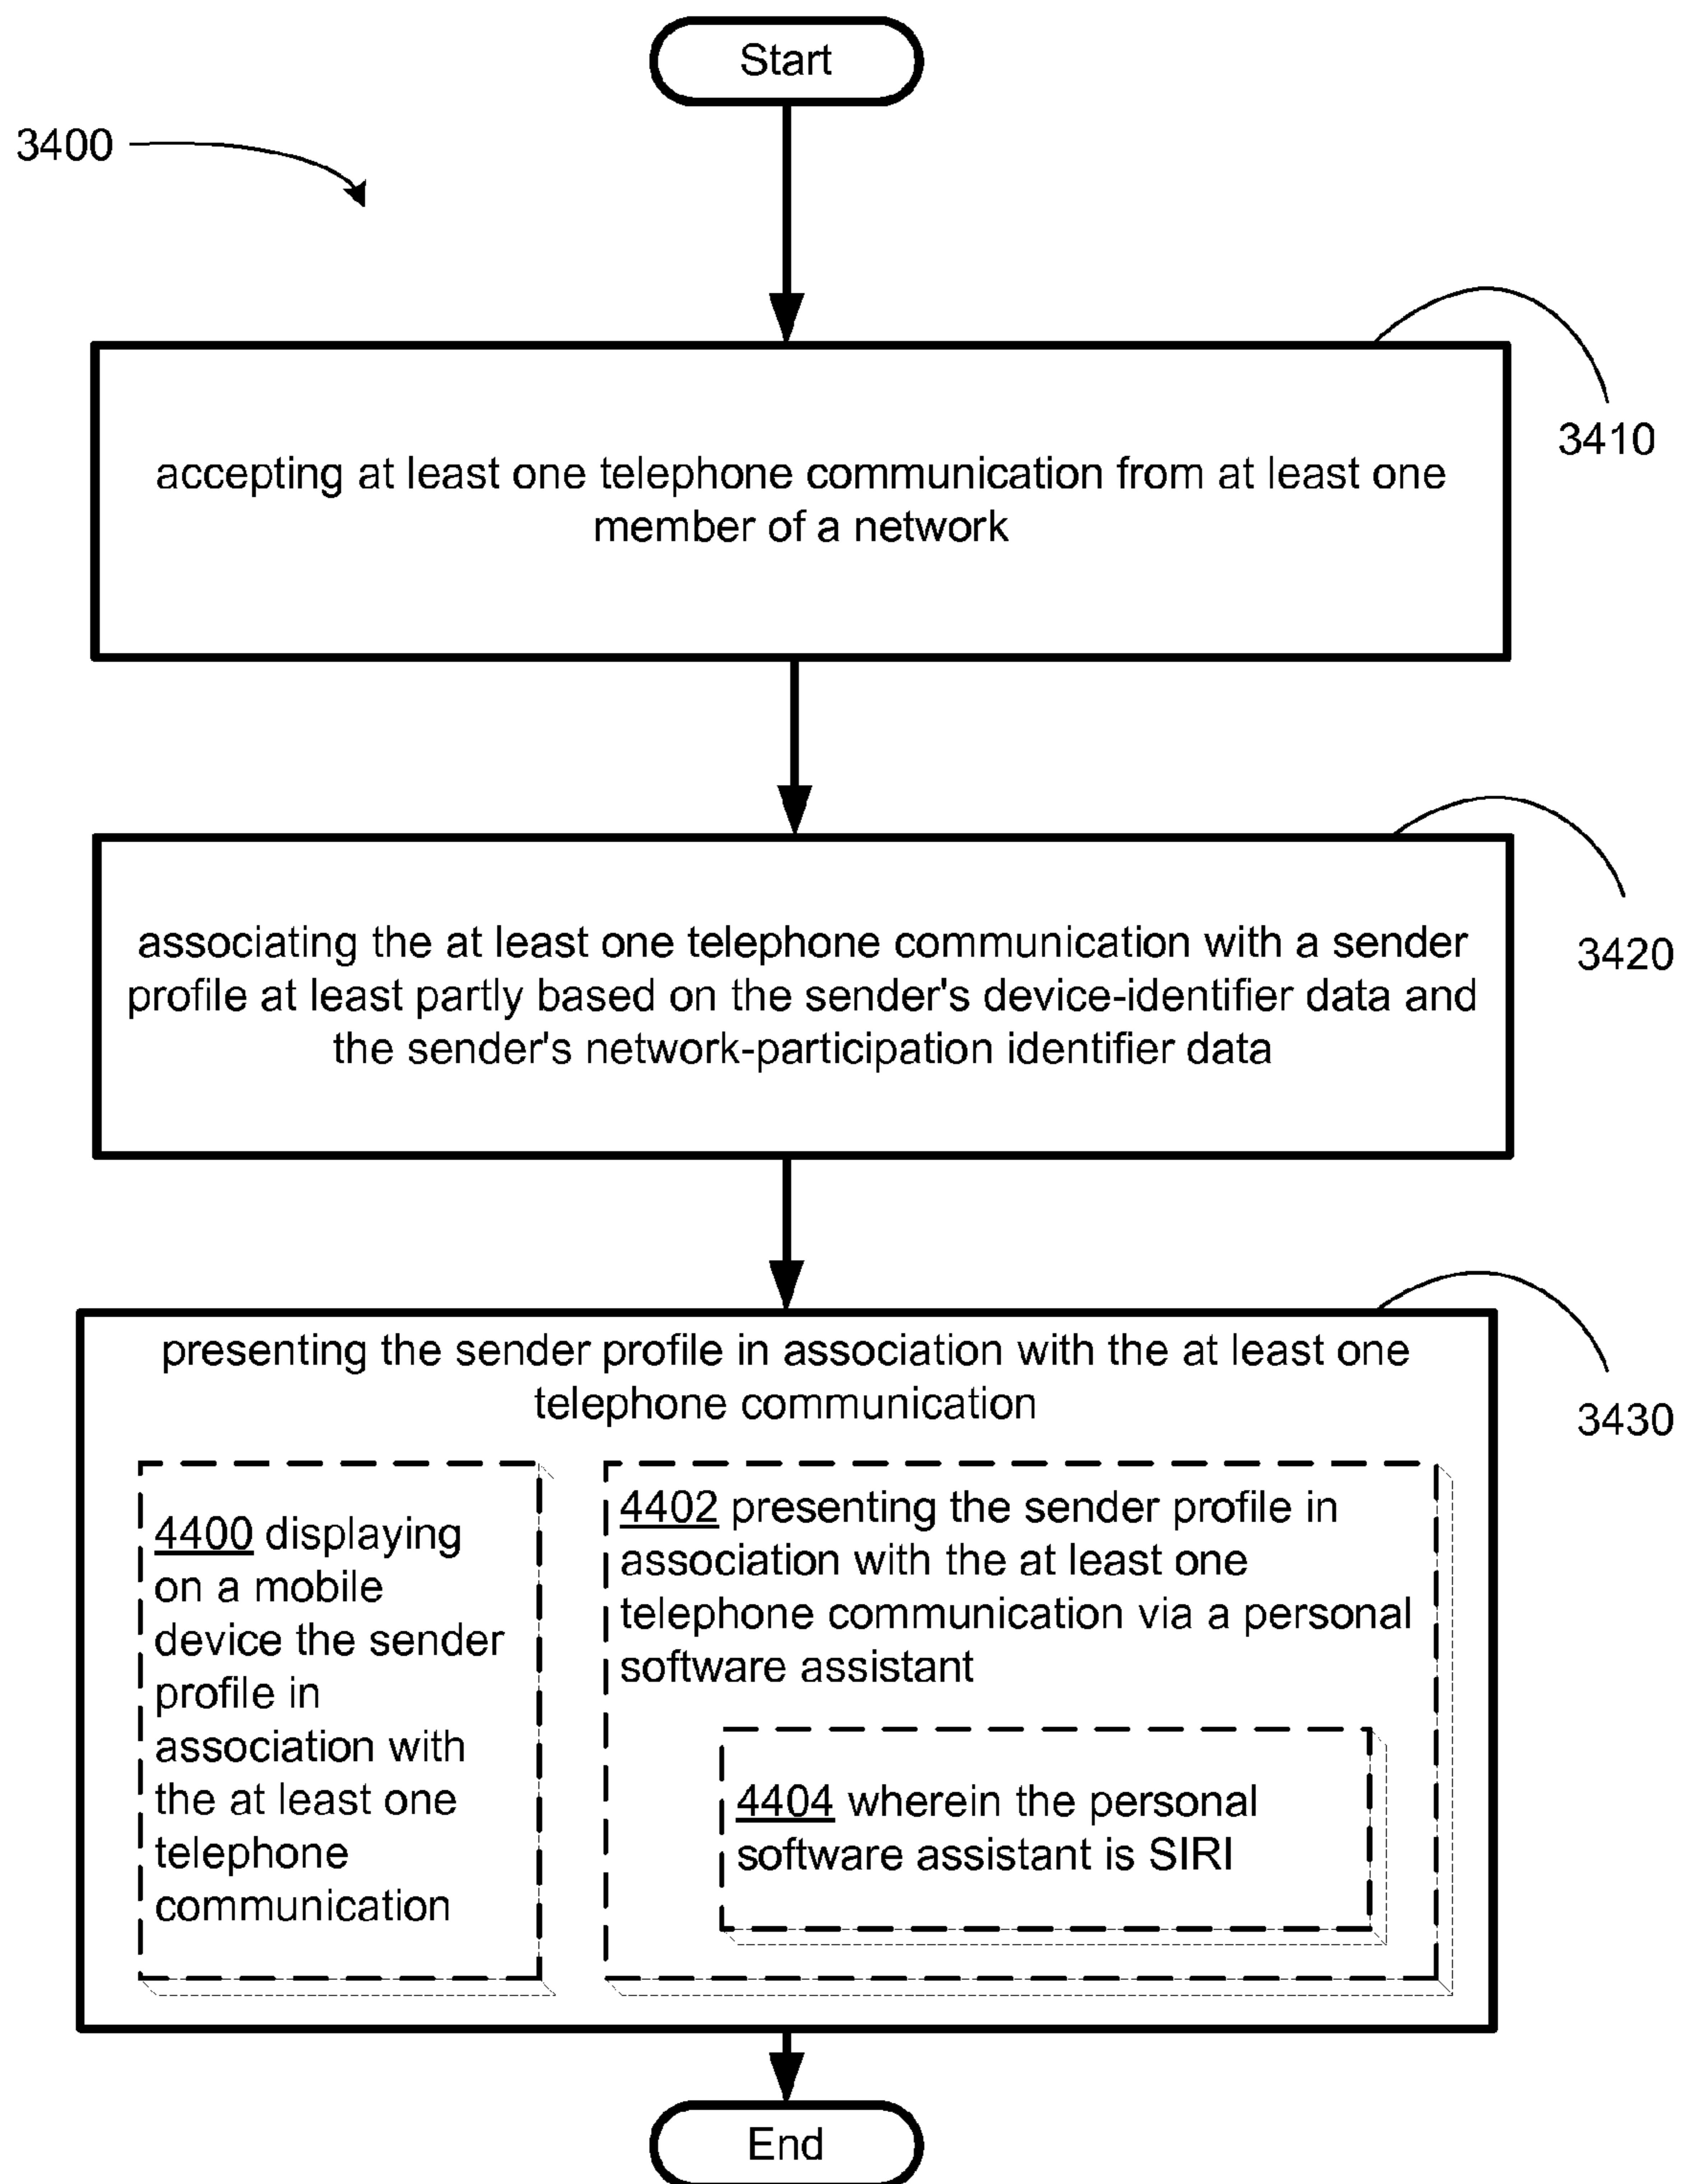 Start
3400
3410
accepting at least one telephone communication from at least one
member of a network
3420
associating the at least one telephone communication with a sender
profile at least partly based on the sender's device-identifier data and
the sender's network-participation identifier data
3430
presenting the sender profile in association with the at least one
telephone communication
4400 displaying
on a mobile
device the sender
profile in
association with
the at least one
telephone
communication
4402 presenting the sender profile in
association with the at least one
telephone communication via a personal
software assistant
4404 wherein the personal
software assistant is SIRI
End